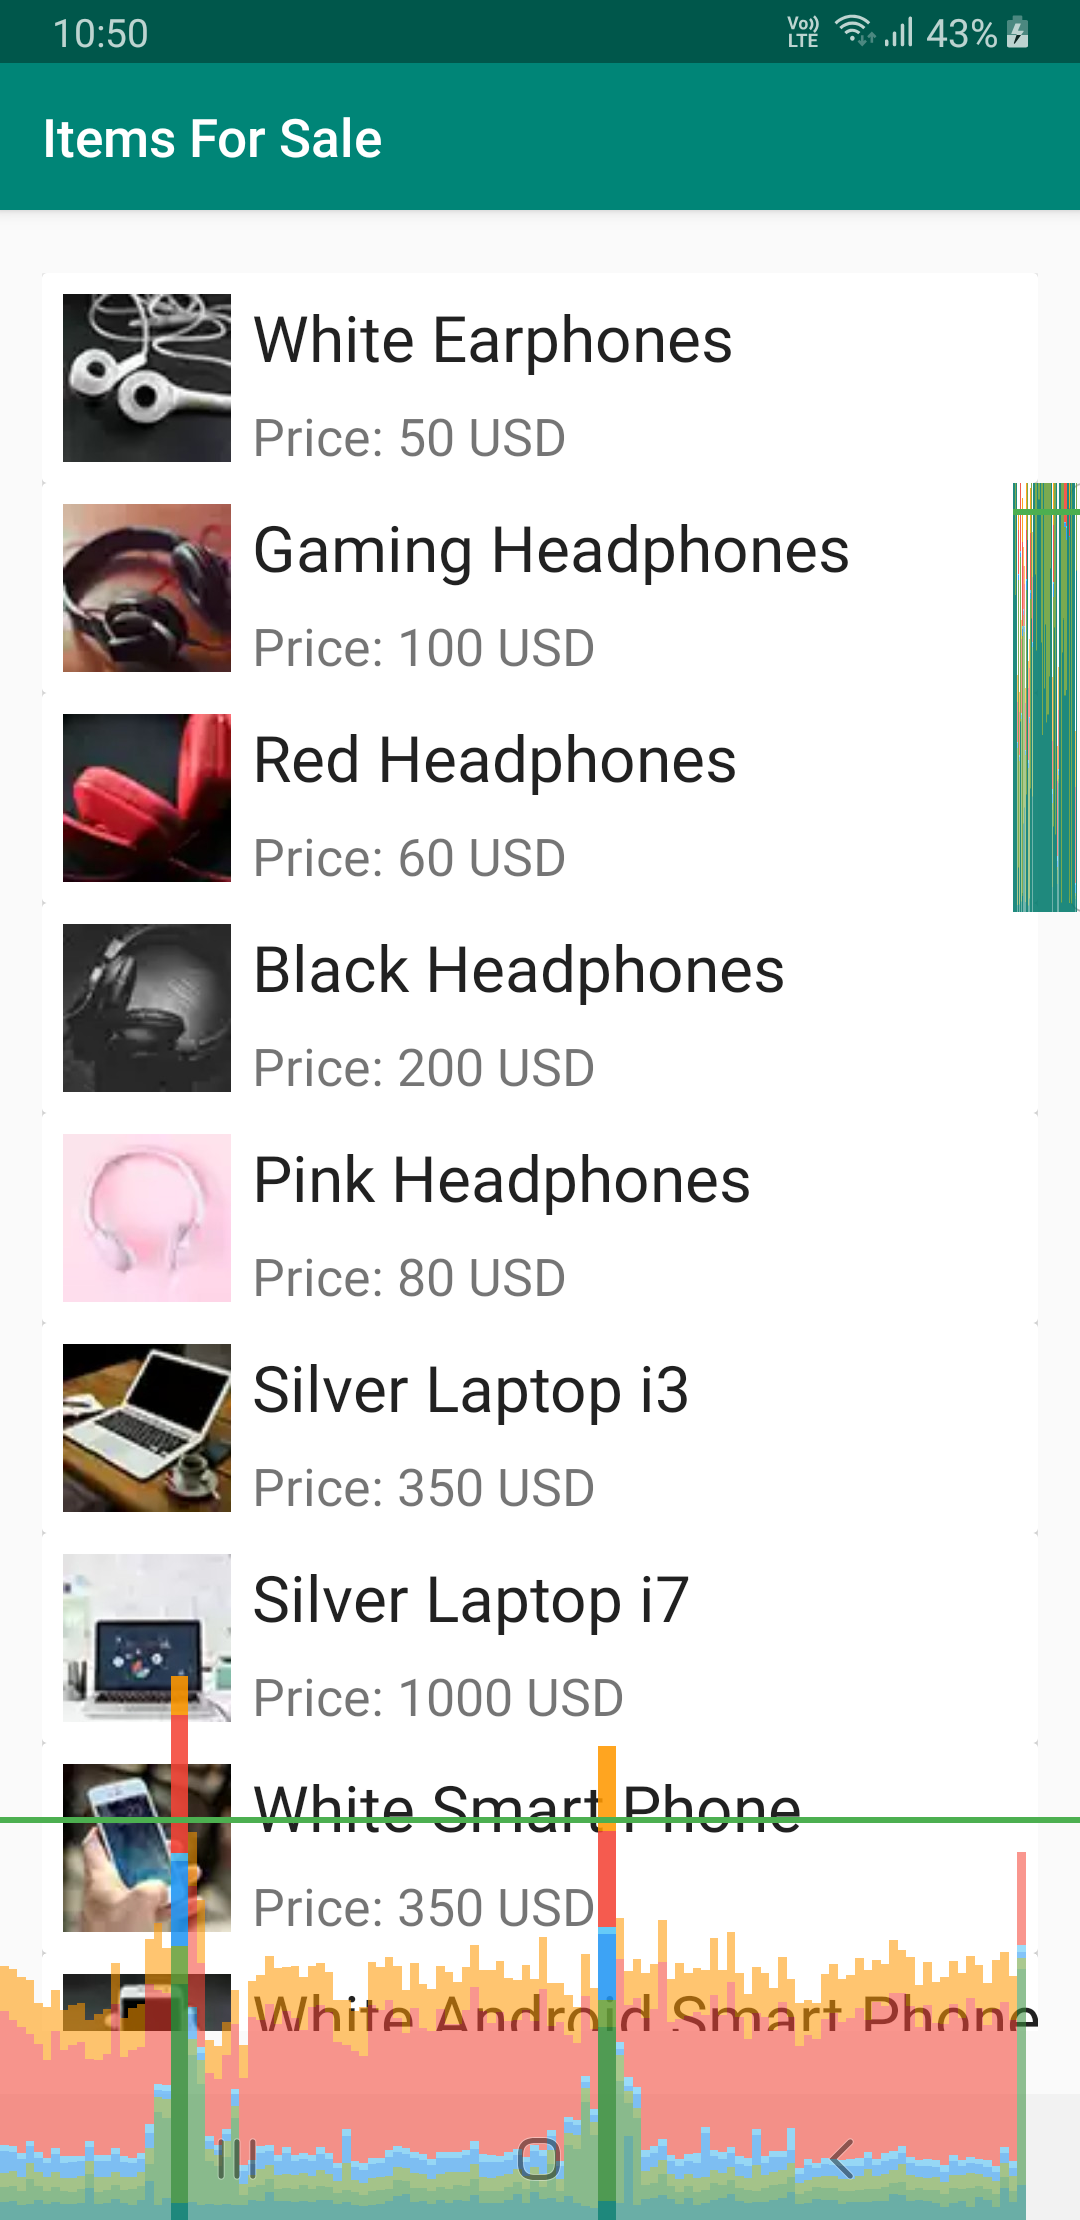 10:50
Vo)) LTE 43%
Items For Sale
White Earphones
Price: 50 USD
Gaming Headphones
Price: 100 USD
Red Headphones
Price: 60 USD
Black Headphones
Price: 200 USD
Pink Headphones
Price: 80 USD
Silver Laptop i3
Price: 350 USD
Silver Laptop i7
Price: 1000 USD
White Smart Phone
Price: 350 USD
White Android Smart Phone